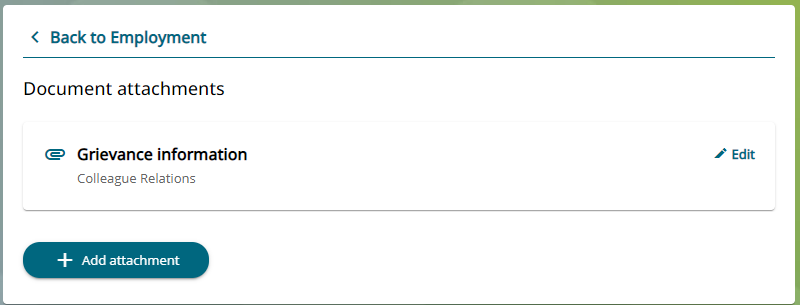 Back to Employment
Document attachments
Grievance information
Edit
Colleague Relations
Add attachment